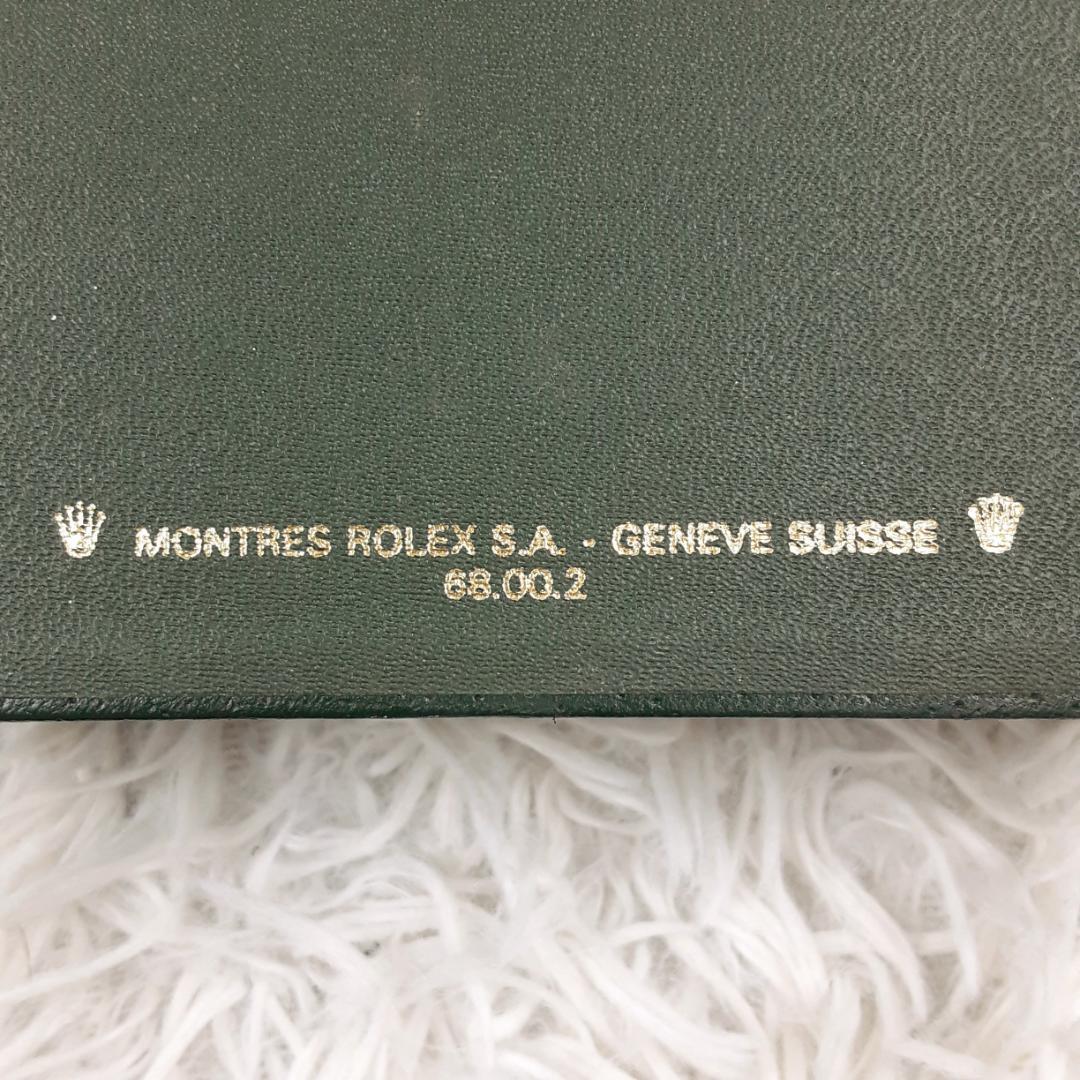 MONTRES ROLEX S.A. - GENEVE SUISSE
68.00.2